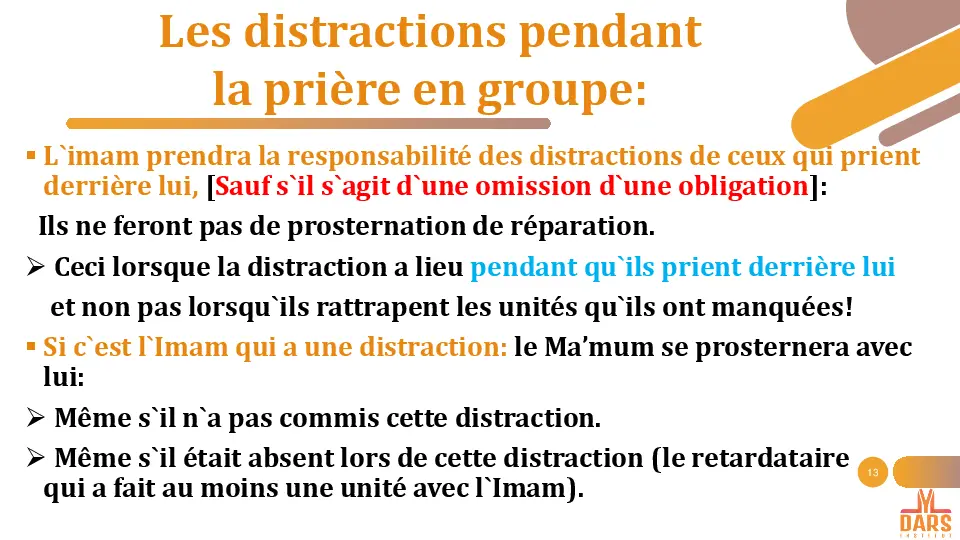 Les distractions pendant
la prière en groupe:
▪ L`imam prendra la responsabilité des distractions de ceux qui prient
derrière lui, [Sauf s`il s`agit d`une omission d`une obligation]:
Ils ne feront pas de prosternation de réparation.
➢ Ceci lorsque la distraction a lieu pendant qu`ils prient derrière lui
et non pas lorsqu`ils rattrapent les unités qu`ils ont manquées!
▪ Si c`est l`Imam qui a une distraction: le Ma’mum se prosternera avec
lui:
➢ Même s`il n`a pas commis cette distraction.
➢ Même s`il était absent lors de cette distraction (le retardataire
qui a fait au moins une unité avec l`Imam).
13
DARS
INSTITUT